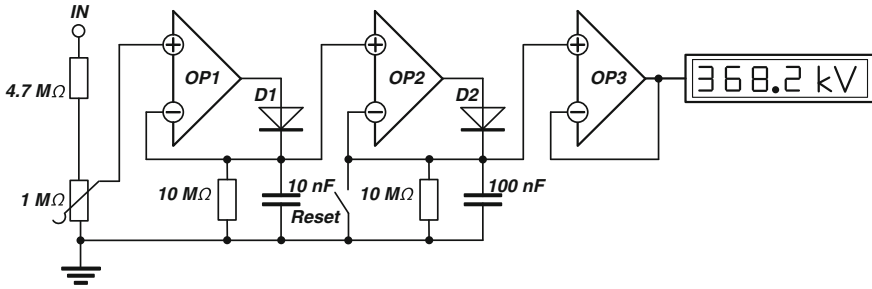 IN
OP1
OP2
OP3
368.2 kV
4.7 MΩ
D1
D2
1 MΩ
10 MΩ
10 nF
Reset
10 MΩ
100 nF